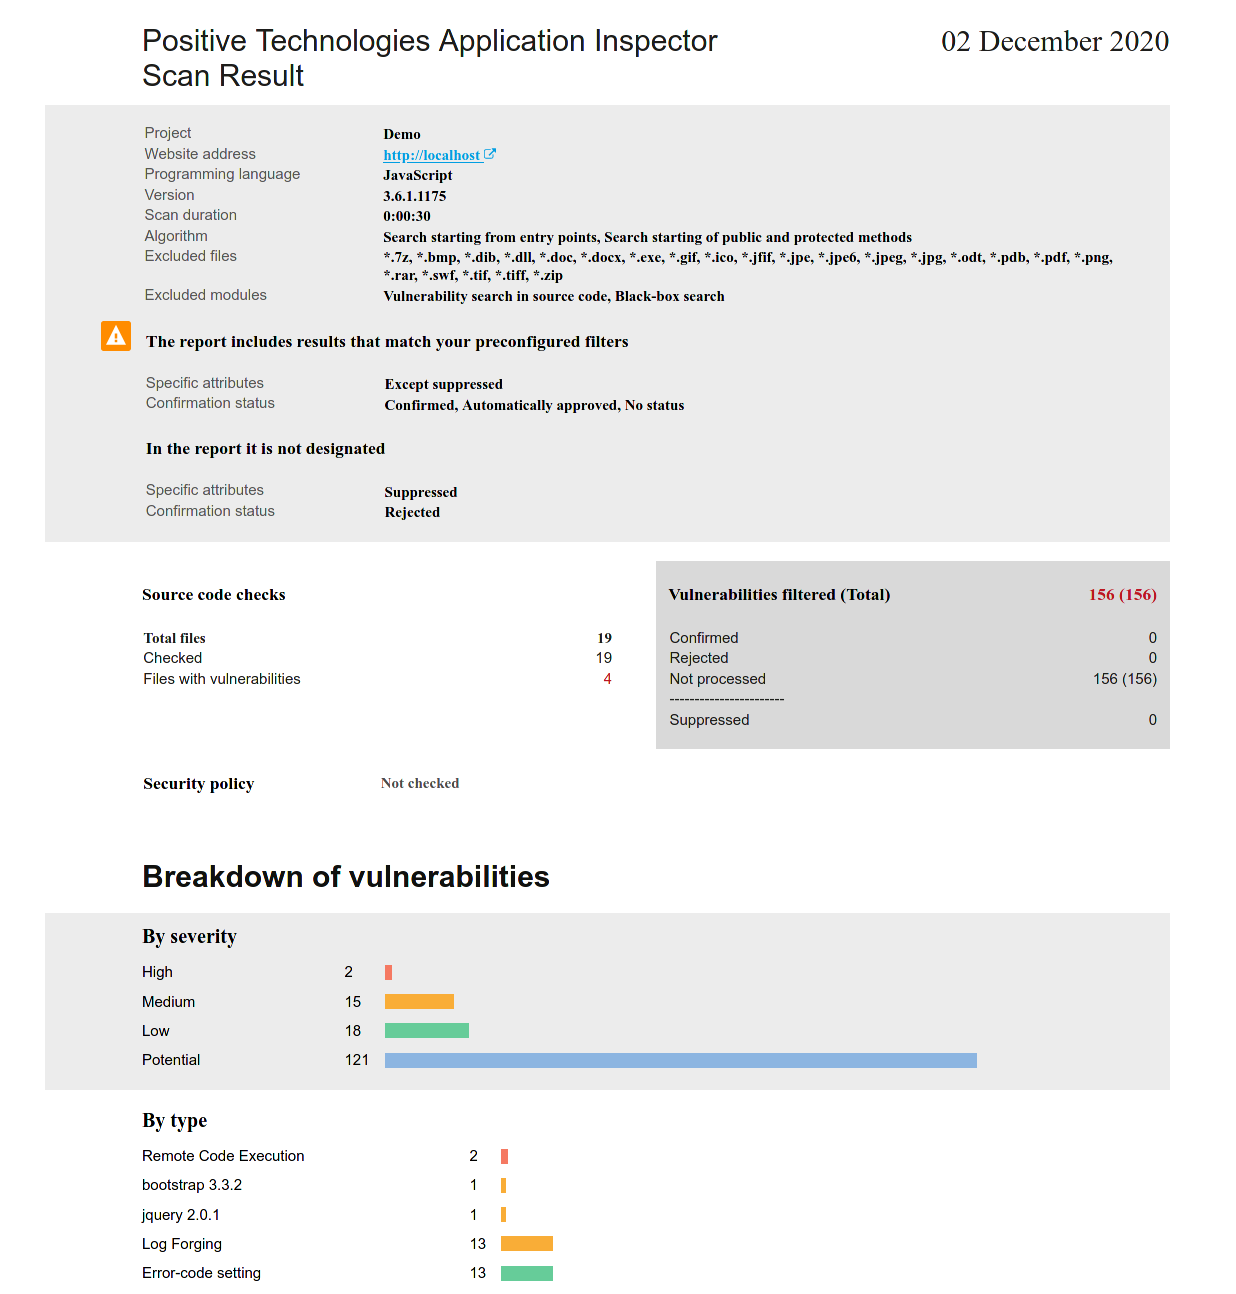 Positive Technologies Application Inspector
Scan Result
02 December 2020
Project Demo
Website address http://localhost
Programming language JavaScript
Version 3.6.1.1175
Scan duration 0:00:30
Algorithm Search starting from entry points, Search starting of public and protected methods
Excluded files *.7z, *.bmp, *.dib, *.dll, *.doc, *.docx, *.exe, *.gif, *.ico, *.jfif, *.jpe, *.jpe6, *.jpeg, *.jpg, *.odt, *.pdb, *.pdf, *.png,
*.rar, *.swf, *.tif, *.tiff, *.zip
Excluded modules Vulnerability search in source code, Black-box search
The report includes results that match your preconfigured filters
Specific attributes Except suppressed
Confirmation status Confirmed, Automatically approved, No status
In the report it is not designated
Specific attributes Suppressed
Confirmation status Rejected
Source code checks
Total files 19
Checked 19
Files with vulnerabilities 4
Vulnerabilities filtered (Total) 156 (156)
Confirmed 0
Rejected 0
Not processed 156 (156)
-----------------------
Suppressed 0
Security policy Not checked
Breakdown of vulnerabilities
By severity
High 2
Medium 15
Low 18
Potential 121
By type
Remote Code Execution 2
bootstrap 3.3.2 1
jquery 2.0.1 1
Log Forging 13
Error-code setting 13